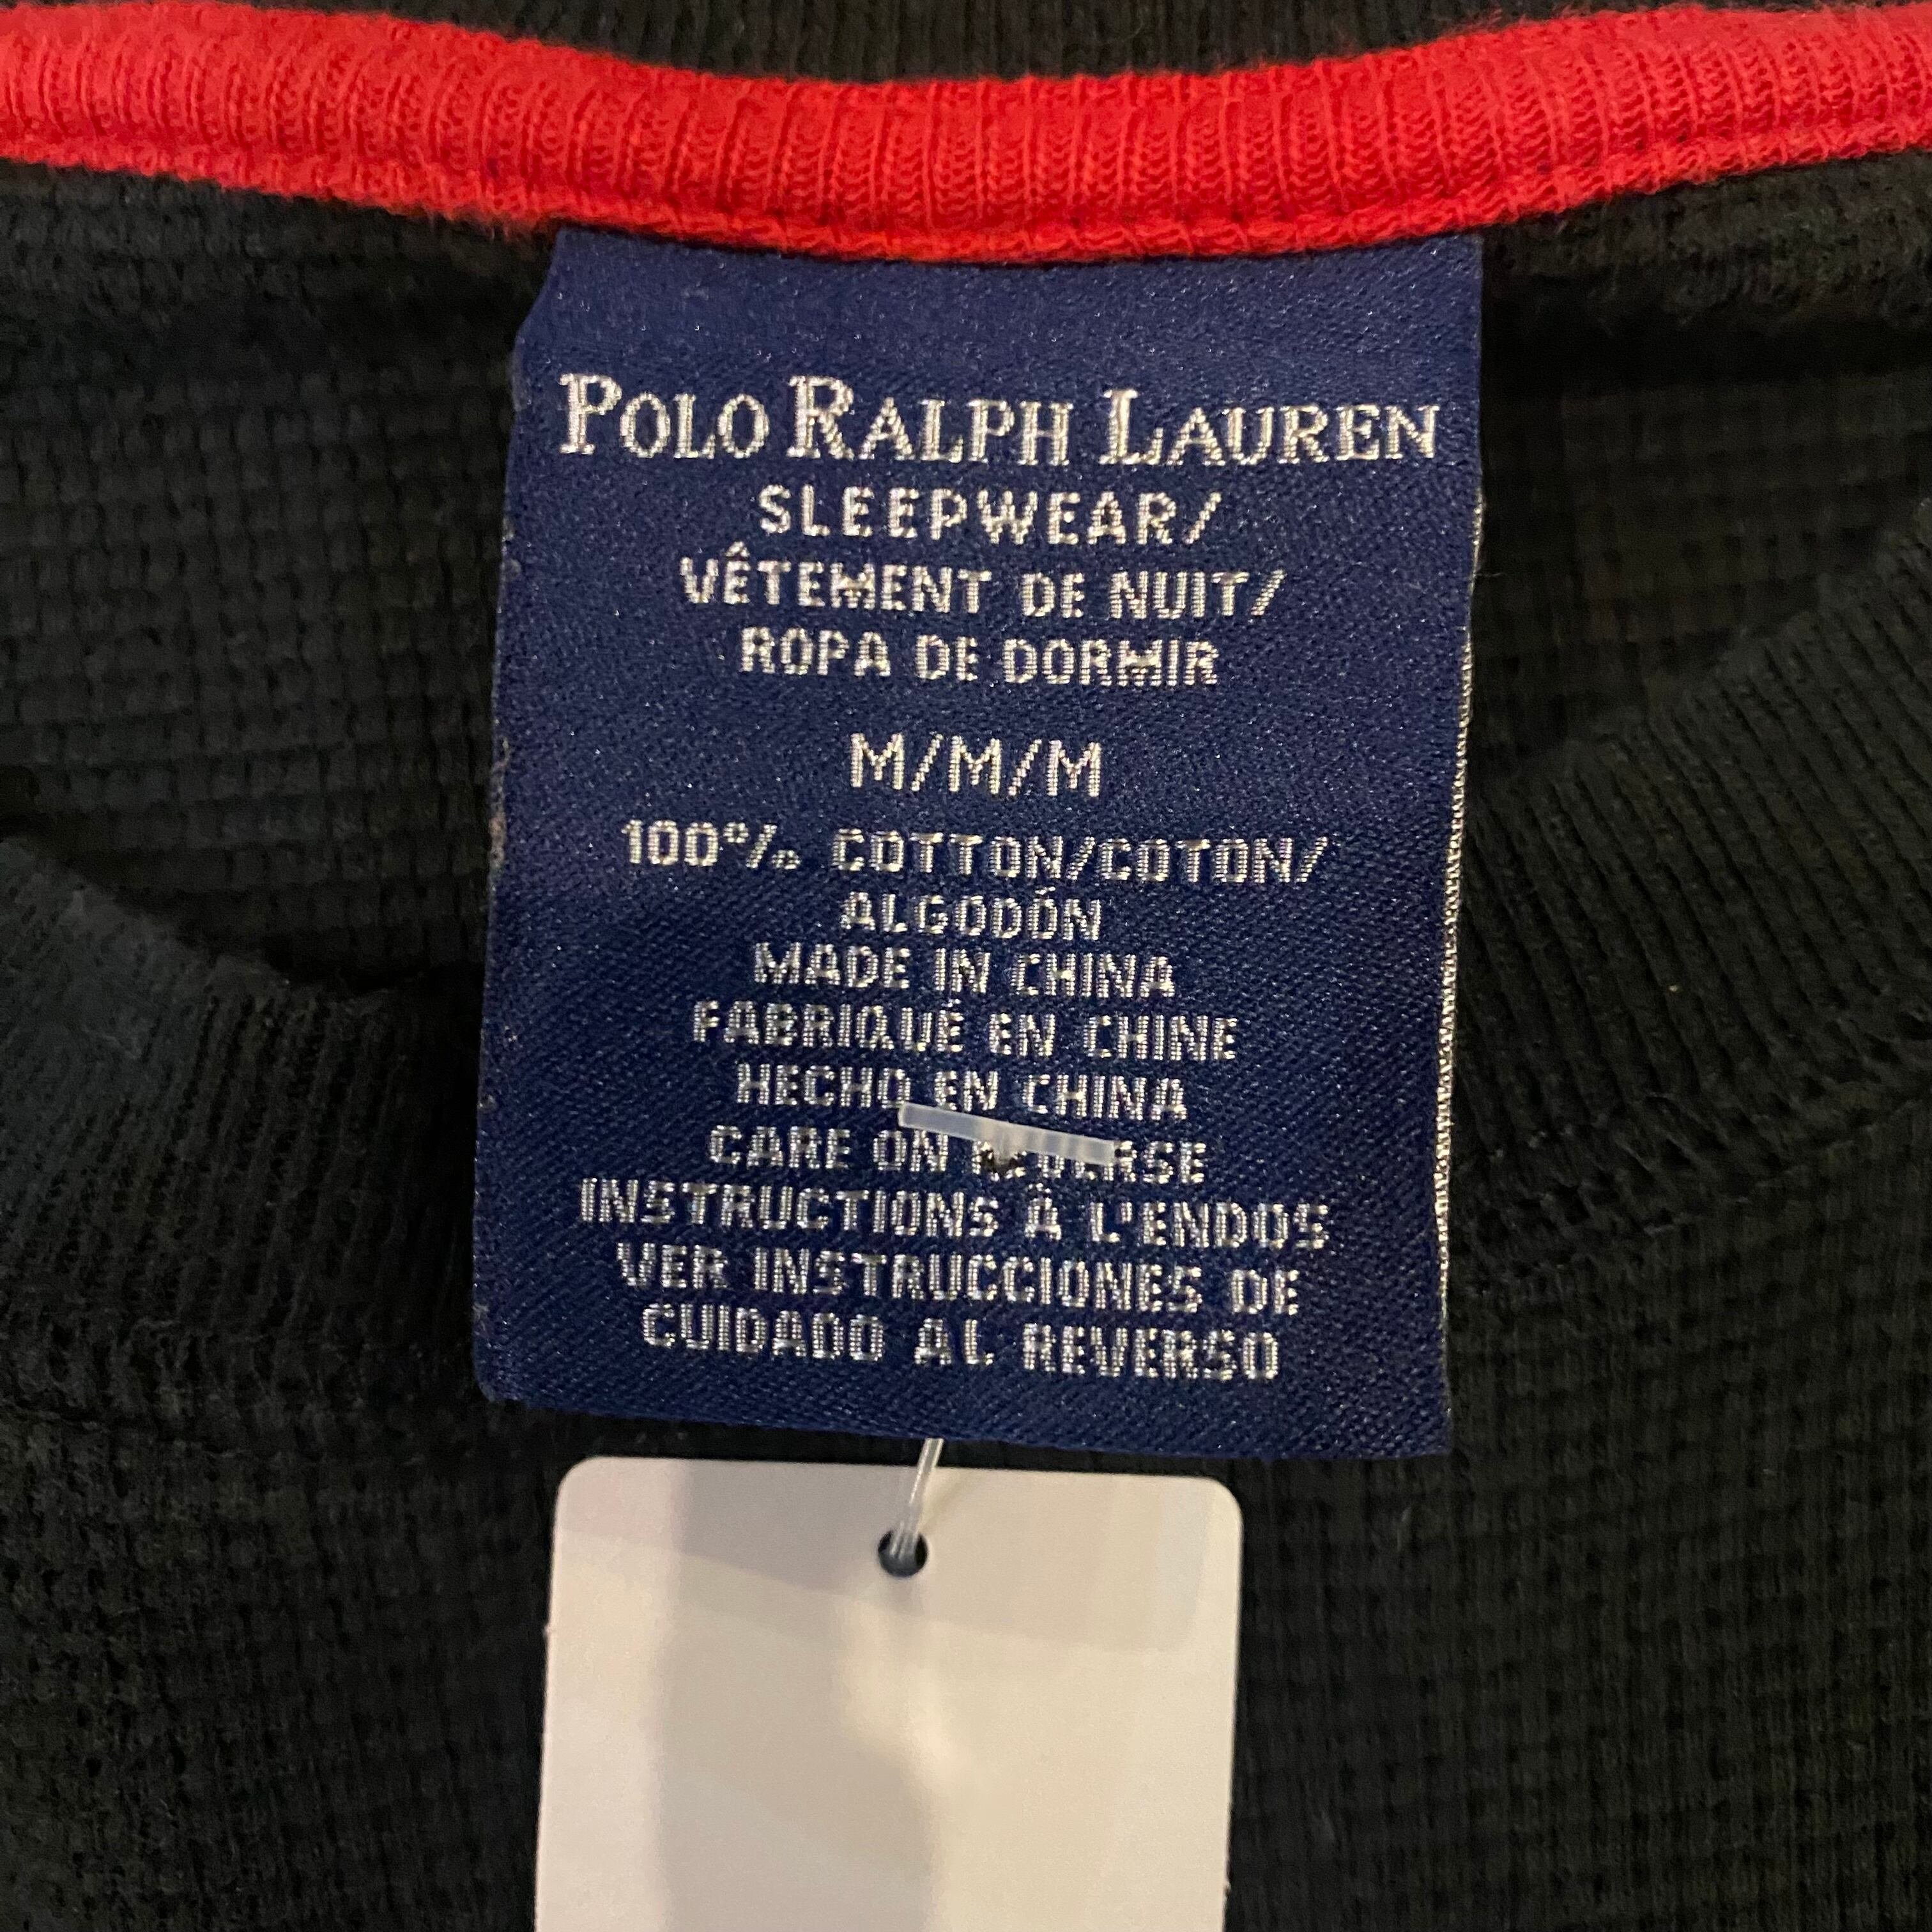 POLO RALPH LAUREN
SLEEPWEAR/
VÊTEMENT DE NUIT/
ROPA DE DORMIR
M/M/M
100% COTTON/COTON/
ALGODÓN
MADE IN CHINA
FABRIQUÉ EN CHINE
HECHO EN CHINA
CARE ON REVERSE
INSTRUCTIONS À L'ENDOS
VER INSTRUCCIONES DE
CUIDADO AL REVERSO